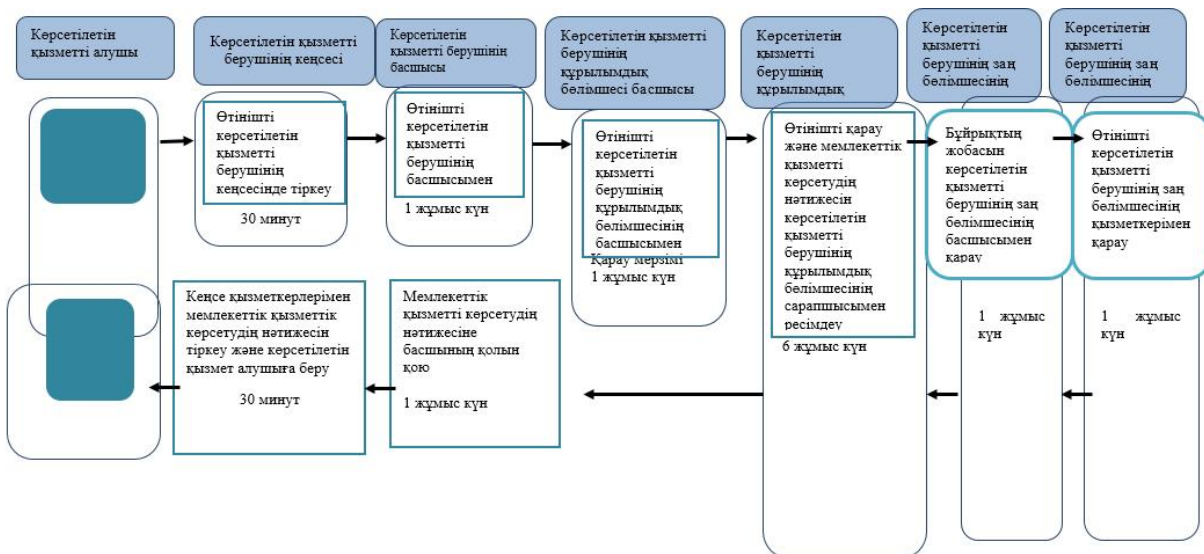 Көрсетілетін
қызметті алушы
Көрсетілетін қызметті
берушінің кеңсесі
Көрсетілетін
қызметті берушінің
басшысы
Көрсетілетін қызметті
берушінің
құрылымдық
бөлімшесі басшысы
Көрсетілетін
қызметті
берушінің
құрылымдық
Көрсетілетін
қызметті
берушінің заң
бөлімшесінің
Көрсетілетін
қызметті
берушінің заң
бөлімшесінің
Өтінішті
көрсетілетін
қызметті
берушінің
кеңсесінде тіркеу
30 минут
Өтінішті
көрсетілетін
қызметті
берушінің
басшысымен
1 жұмыс күн
Өтінішті
көрсетілетін
қызметті
берушінің
құрылымдық
бөлімшесінің
басшысымен
Қарау мерзімі
1 жұмыс күн
Өтінішті қарау
және мемлекеттік
қызметті
көрсетудің
нәтижесін
көрсетілетін
қызметті
берушінің
құрылымдық
бөлімшесінің
сарапшысымен
ресімдеу
6 жұмыс күн
Бұйрықтың
жобасын
көрсетілетін
қызметті
берушінің заң
бөлімшесінің
басшысымен
қарау
1 жұмыс
күн
Өтінішті
көрсетілетін
қызметті
берушінің заң
бөлімшесінің
қызметкерімен
қарау
1 жұмыс
күн
Кеңсе қызметкерлерімен
мемлекеттік қызметтік
көрсетудің нәтижесін
тіркеу және көрсетілетін
қызмет алушыға беру
30 минут
Мемлекеттік
қызметті көрсетудің
нәтижесіне
басшының қолын
қою
1 жұмыс күн